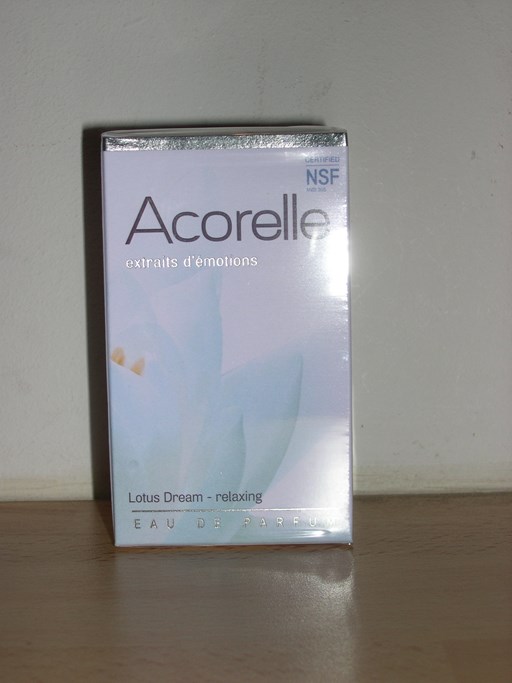 CERTIFIED
NSF
Acorelle
extraits d'émotions
Lotus Dream - relaxing
EAU DE PARFUM